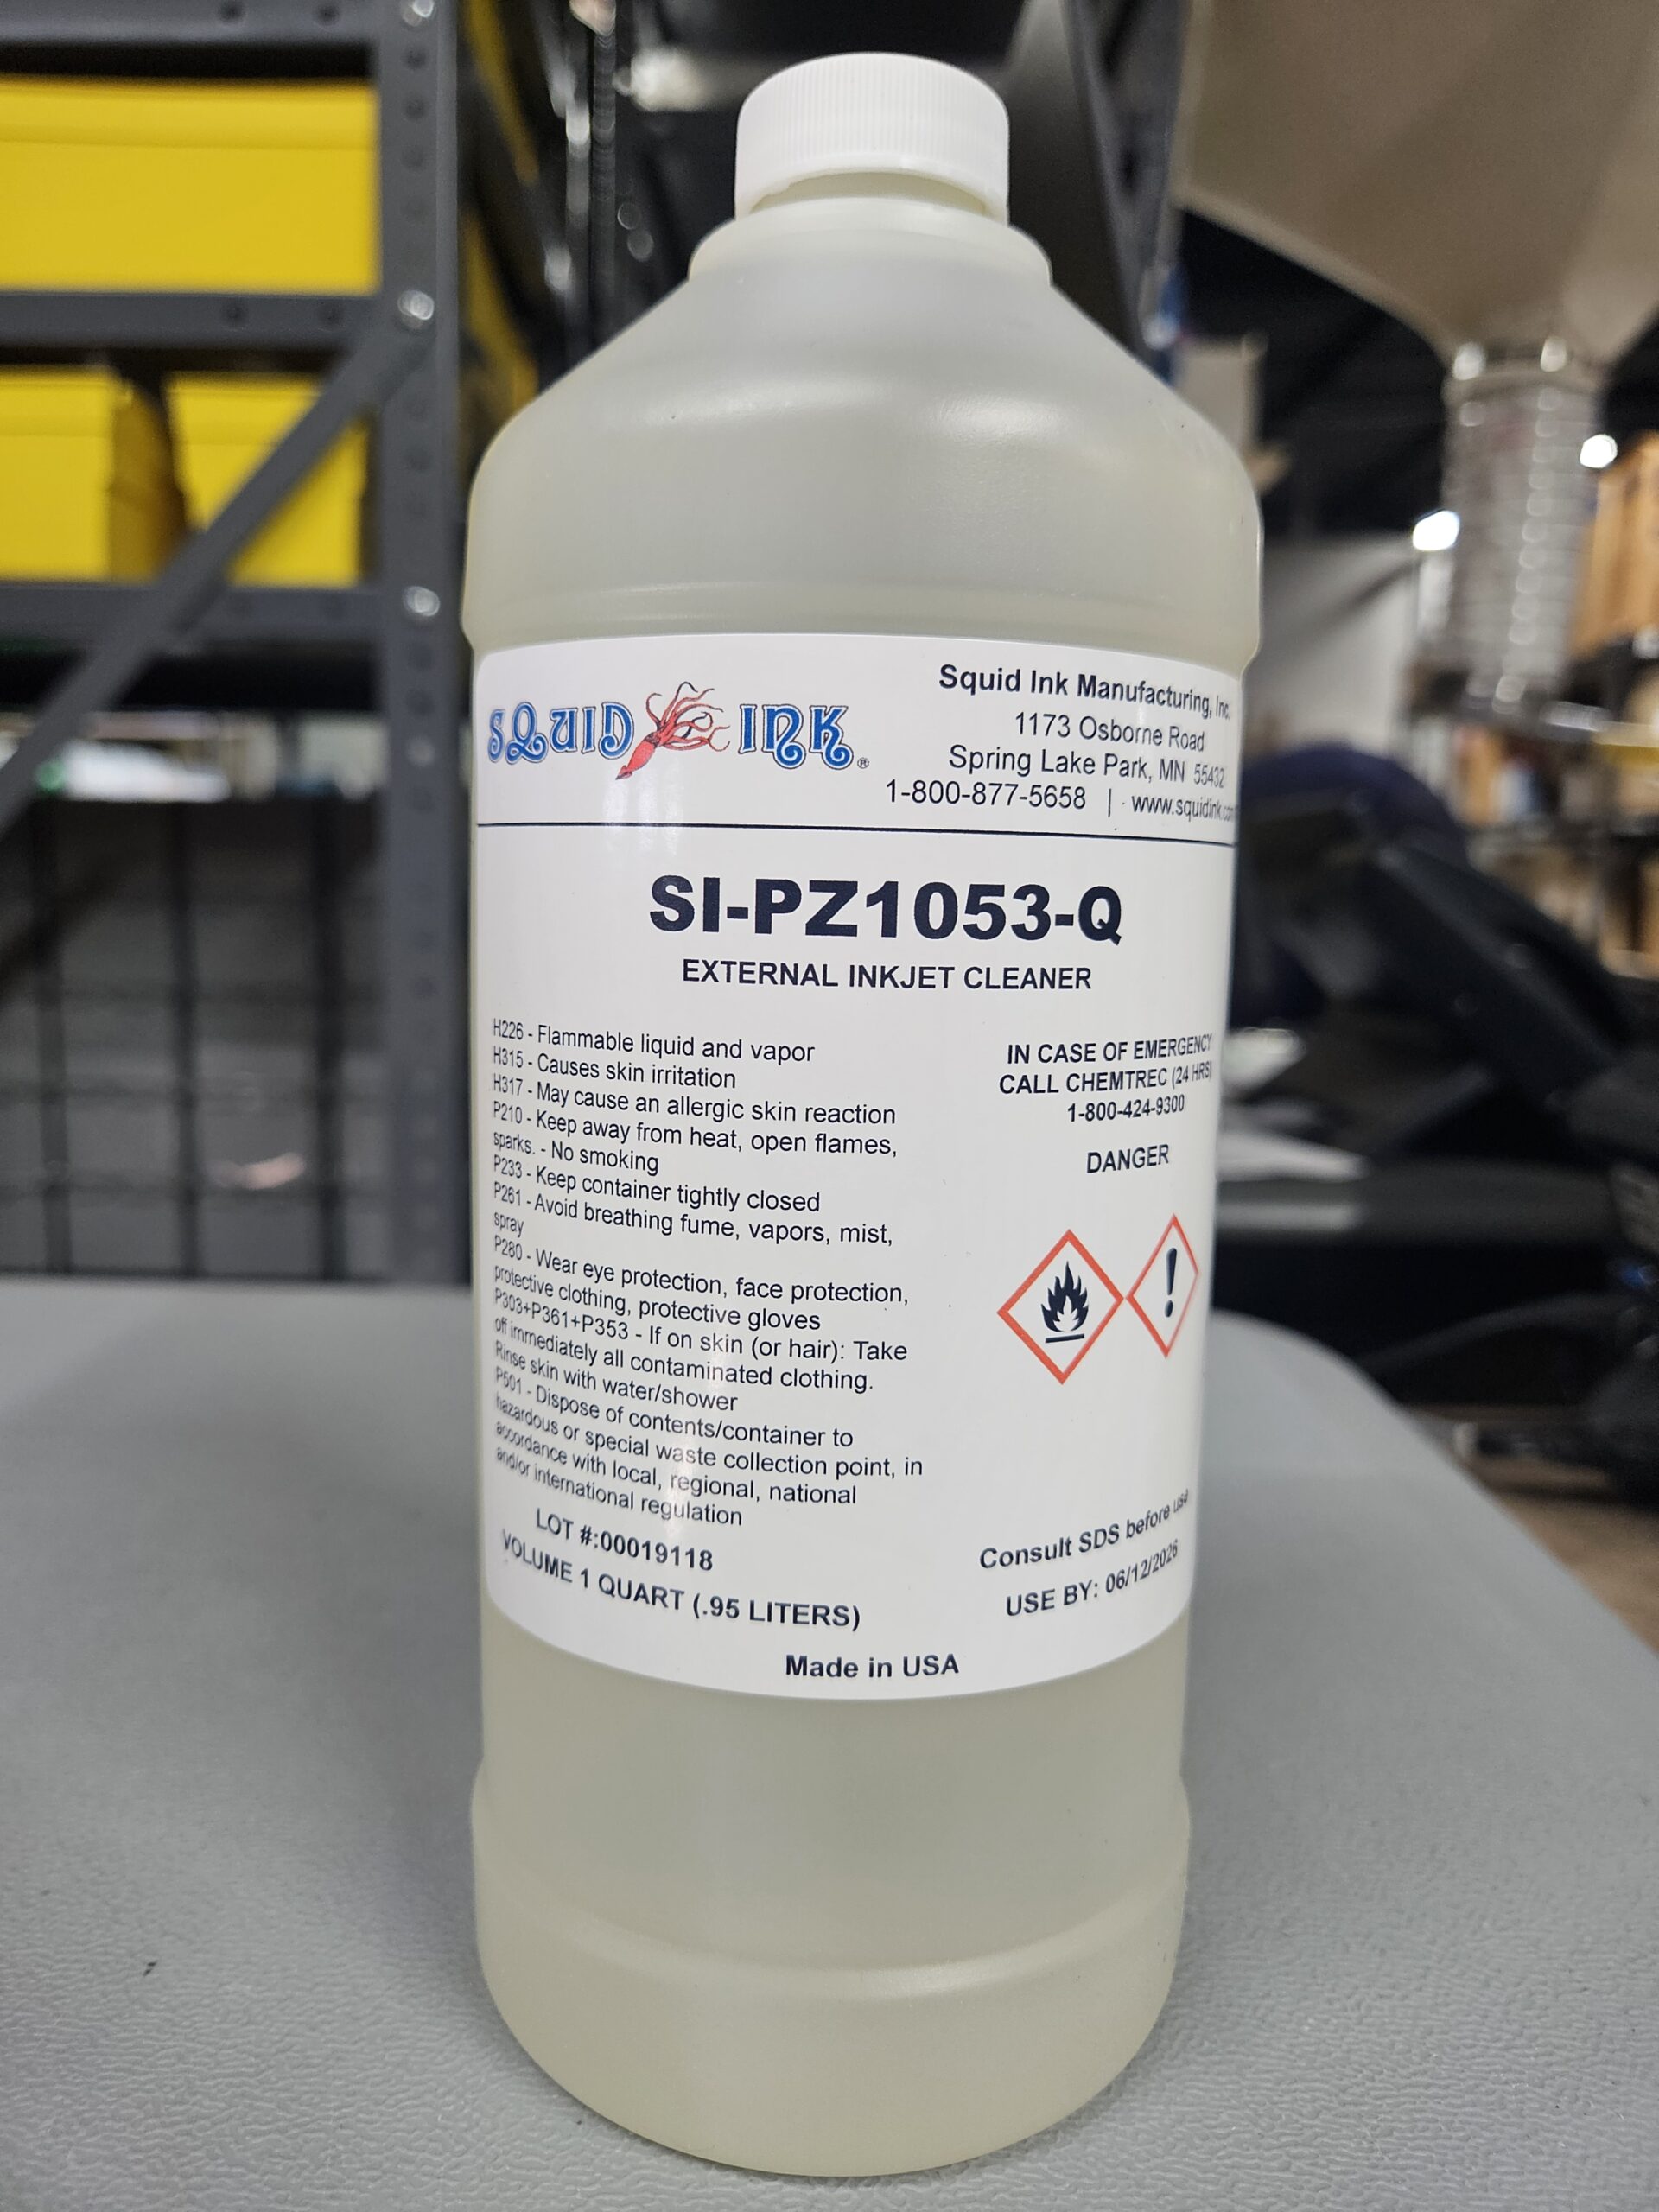 SQUID INK®
Squid Ink Manufacturing, Inc.
1173 Osborne Road
Spring Lake Park, MN 55432
1-800-877-5658 | www.squidink.com
SI-PZ1053-Q
EXTERNAL INKJET CLEANER
H226 - Flammable liquid and vapor
H315 - Causes skin irritation
H317 - May cause an allergic skin reaction
P210 - Keep away from heat, open flames,
sparks. - No smoking
P233 - Keep container tightly closed
P261 - Avoid breathing fume, vapors, mist,
spray
P280 - Wear eye protection, face protection,
protective clothing, protective gloves
P303+P361+P353 - If on skin (or hair): Take
off immediately all contaminated clothing.
Rinse skin with water/shower
P501 - Dispose of contents/container to
hazardous or special waste collection point, in
accordance with local, regional, national
and/or international regulation
LOT #:00019118
VOLUME 1 QUART (.95 LITERS)
IN CASE OF EMERGENCY
CALL CHEMTREC (24 HRS)
1-800-424-9300
DANGER
Consult SDS before use
USE BY: 06/12/2026
Made in USA